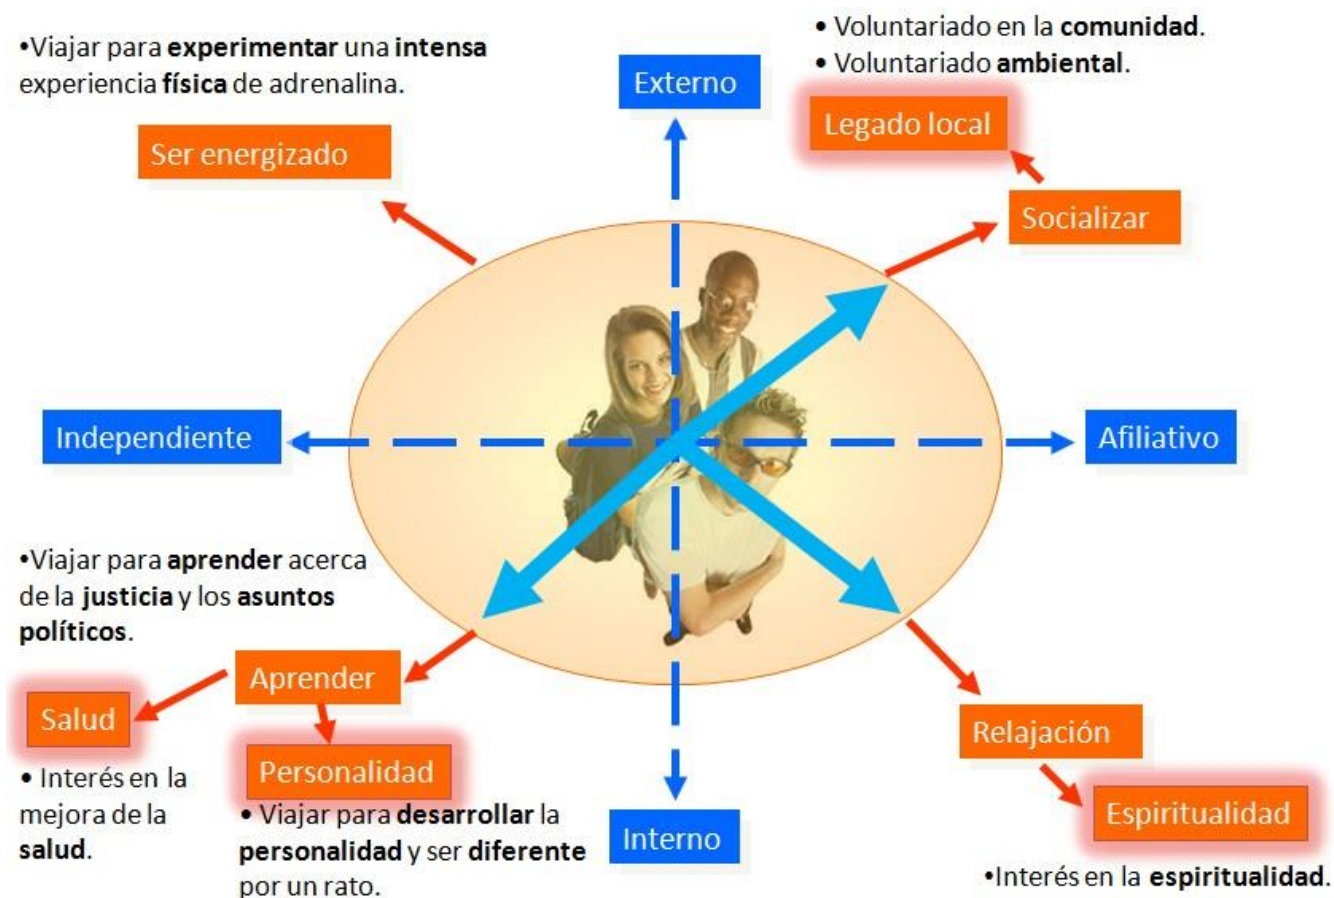 •Viajar para experimentar una intensa
experiencia física de adrenalina.
• Voluntariado en la comunidad.
• Voluntariado ambiental.
Externo
Legado local
Ser energizado
Socializar
Independiente
Afiliativo
•Viajar para aprender acerca
de la justicia y los asuntos
políticos.
Aprender
Salud
Personalidad
Relajación
• Interés en la
mejora de la
salud.
• Viajar para desarrollar la
personalidad y ser diferente
por un rato.
Interno
Espiritualidad
•Interés en la espiritualidad.